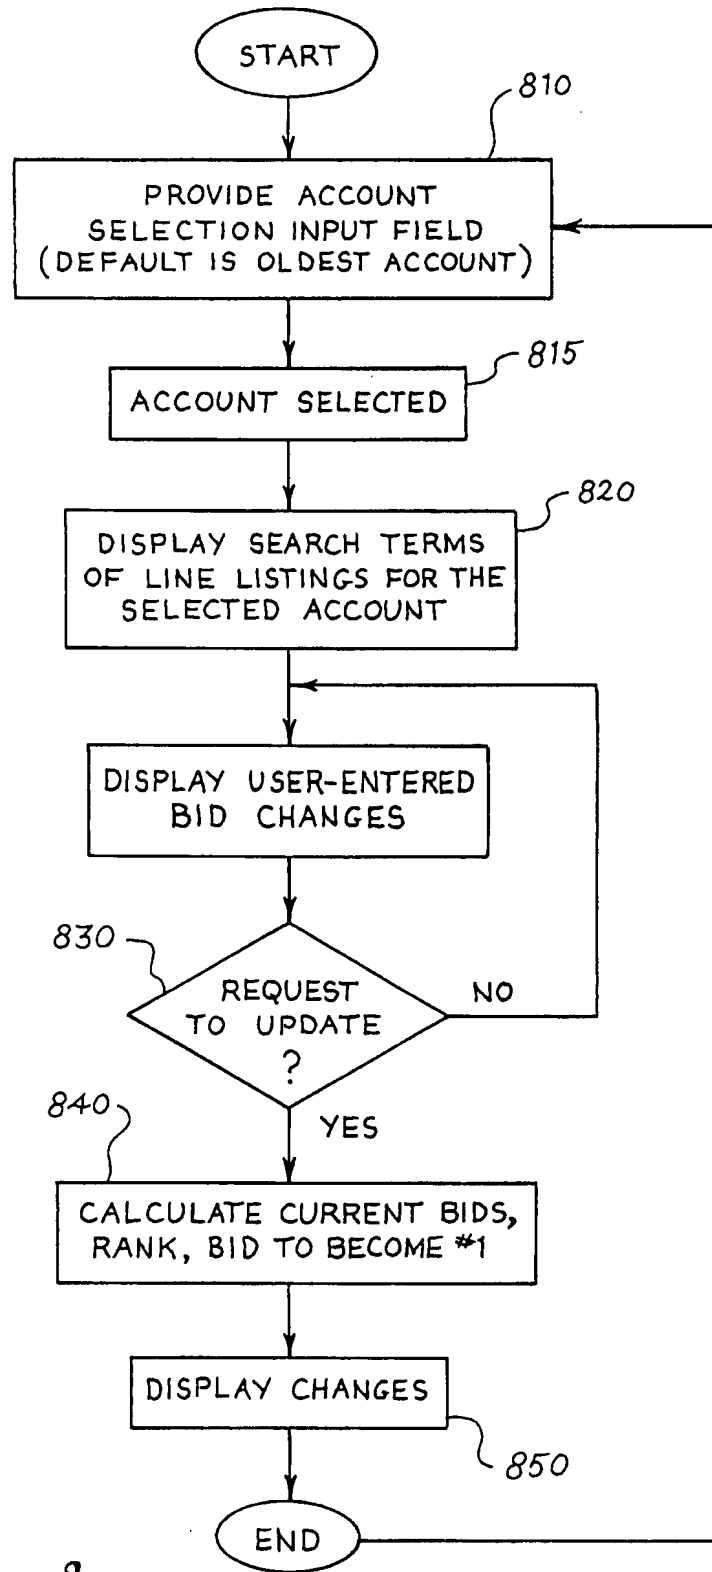 START
810
PROVIDE ACCOUNT
SELECTION INPUT FIELD
(DEFAULT IS OLDEST ACCOUNT)
815
ACCOUNT SELECTED
820
DISPLAY SEARCH TERMS
OF LINE LISTINGS FOR THE
SELECTED ACCOUNT
DISPLAY USER-ENTERED
BID CHANGES
830
REQUEST
TO UPDATE
?
NO
YES
840
CALCULATE CURRENT BIDS,
RANK, BID TO BECOME #1
DISPLAY CHANGES
850
END